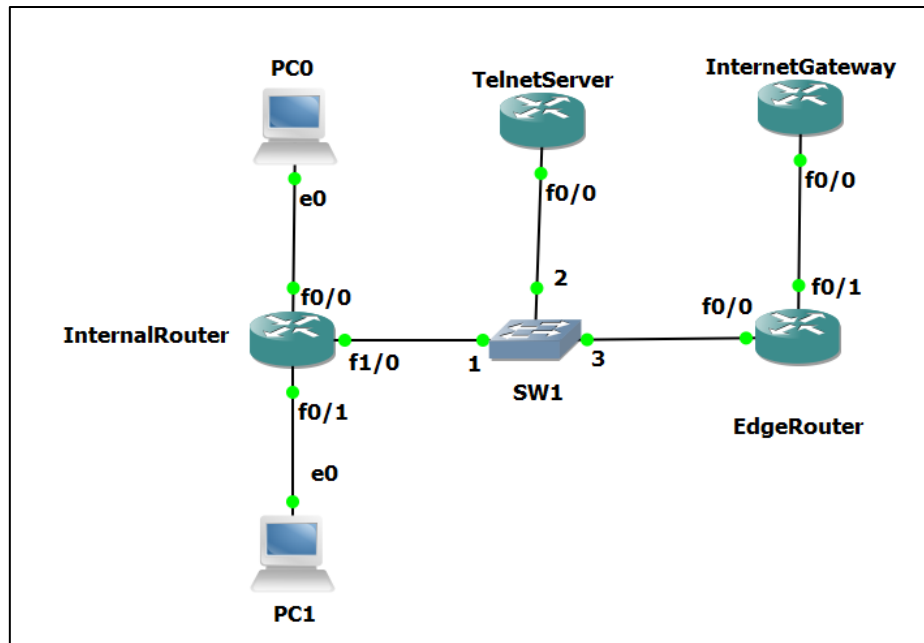 PC0
TelnetServer
InternetGateway
e0
f0/0
f0/0
f0/0
2
f0/1
InternalRouter
f0/0
f1/0
1
3
SW1
f0/1
EdgeRouter
e0
PC1